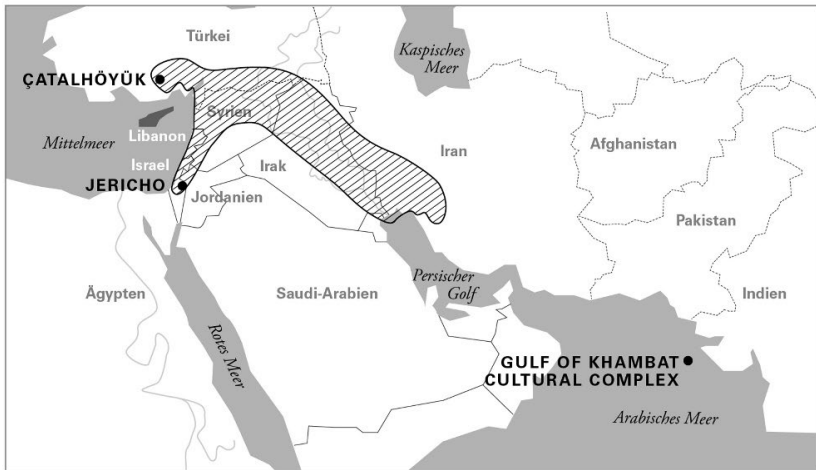 Türkei
Kaspisches
Meer
ÇATALHÖYÜK
Syrien
Mittelmeer
Libanon
Israel
Irak
Iran
Afghanistan
JERICHO
Jordanien
Pakistan
Ägypten
Saudi-Arabien
Persischer
Golf
Indien
Rotes Meer
GULF OF KHAMBAT
CULTURAL COMPLEX
Arabisches Meer